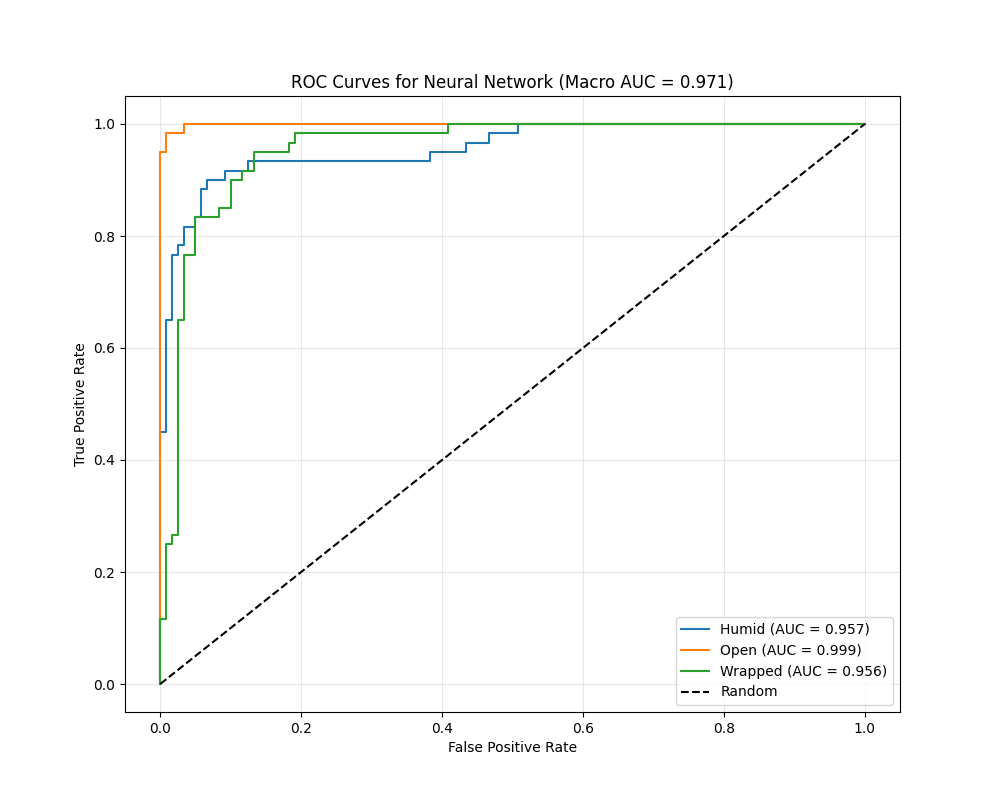 ROC Curves for Neural Network (Macro AUC = 0.971)
True Positive Rate
1.0
0.8
0.6
0.4
0.2
0.0
0.0 0.2 0.4 0.6 0.8 1.0
False Positive Rate
Humid (AUC = 0.957)
Open (AUC = 0.999)
Wrapped (AUC = 0.956)
Random